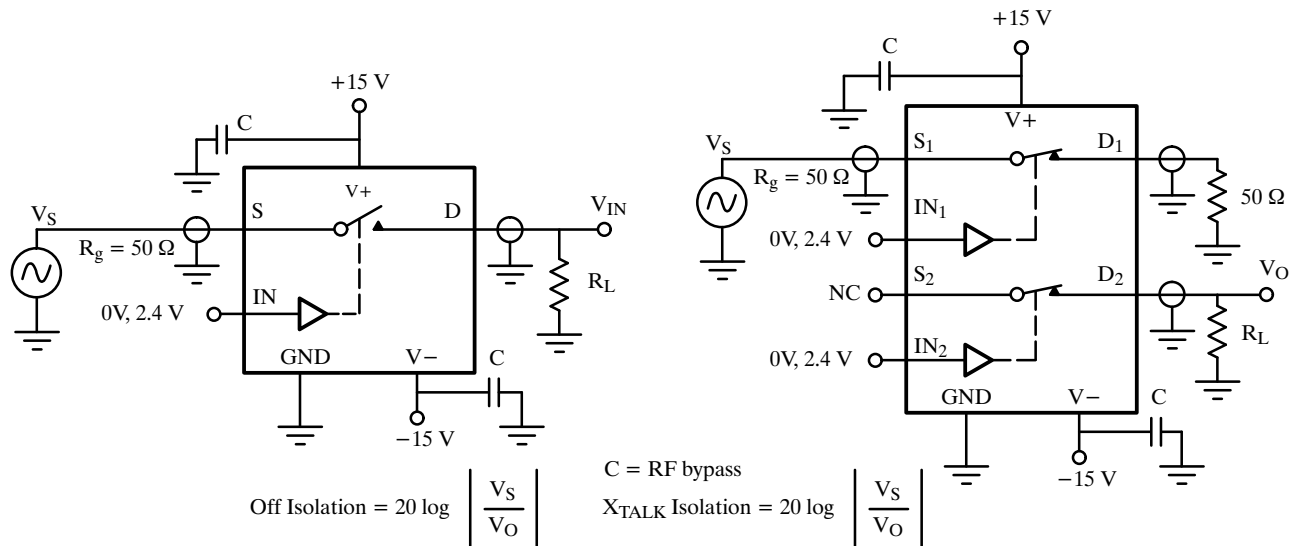 +15 V
C
V+
S
D
V_S
R_g = 50 Ω
V_IN
R_L
IN
0V, 2.4 V
GND
V−
C
−15 V
+15 V
C
V+
S_1
D_1
V_S
R_g = 50 Ω
50 Ω
IN_1
0V, 2.4 V
S_2
D_2
NC
V_O
R_L
IN_2
0V, 2.4 V
GND
V−
C
−15 V
C = RF bypass
Off Isolation = 20 log | V_S / V_O |
X_TALK Isolation = 20 log | V_S / V_O |